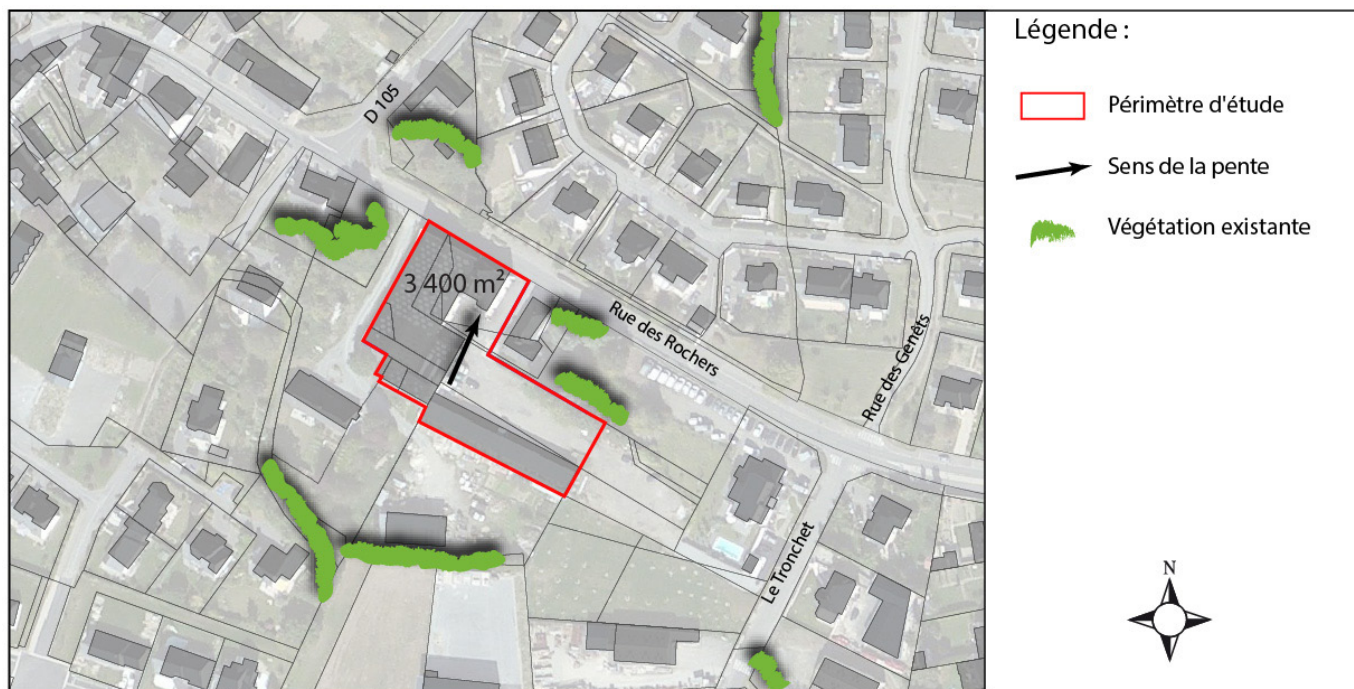 Légende :
Périmètre d'étude
Sens de la pente
Végétation existante
D 105
3 400 m²
Rue des Rochers
Rue des Genêts
Le Tronchet
N